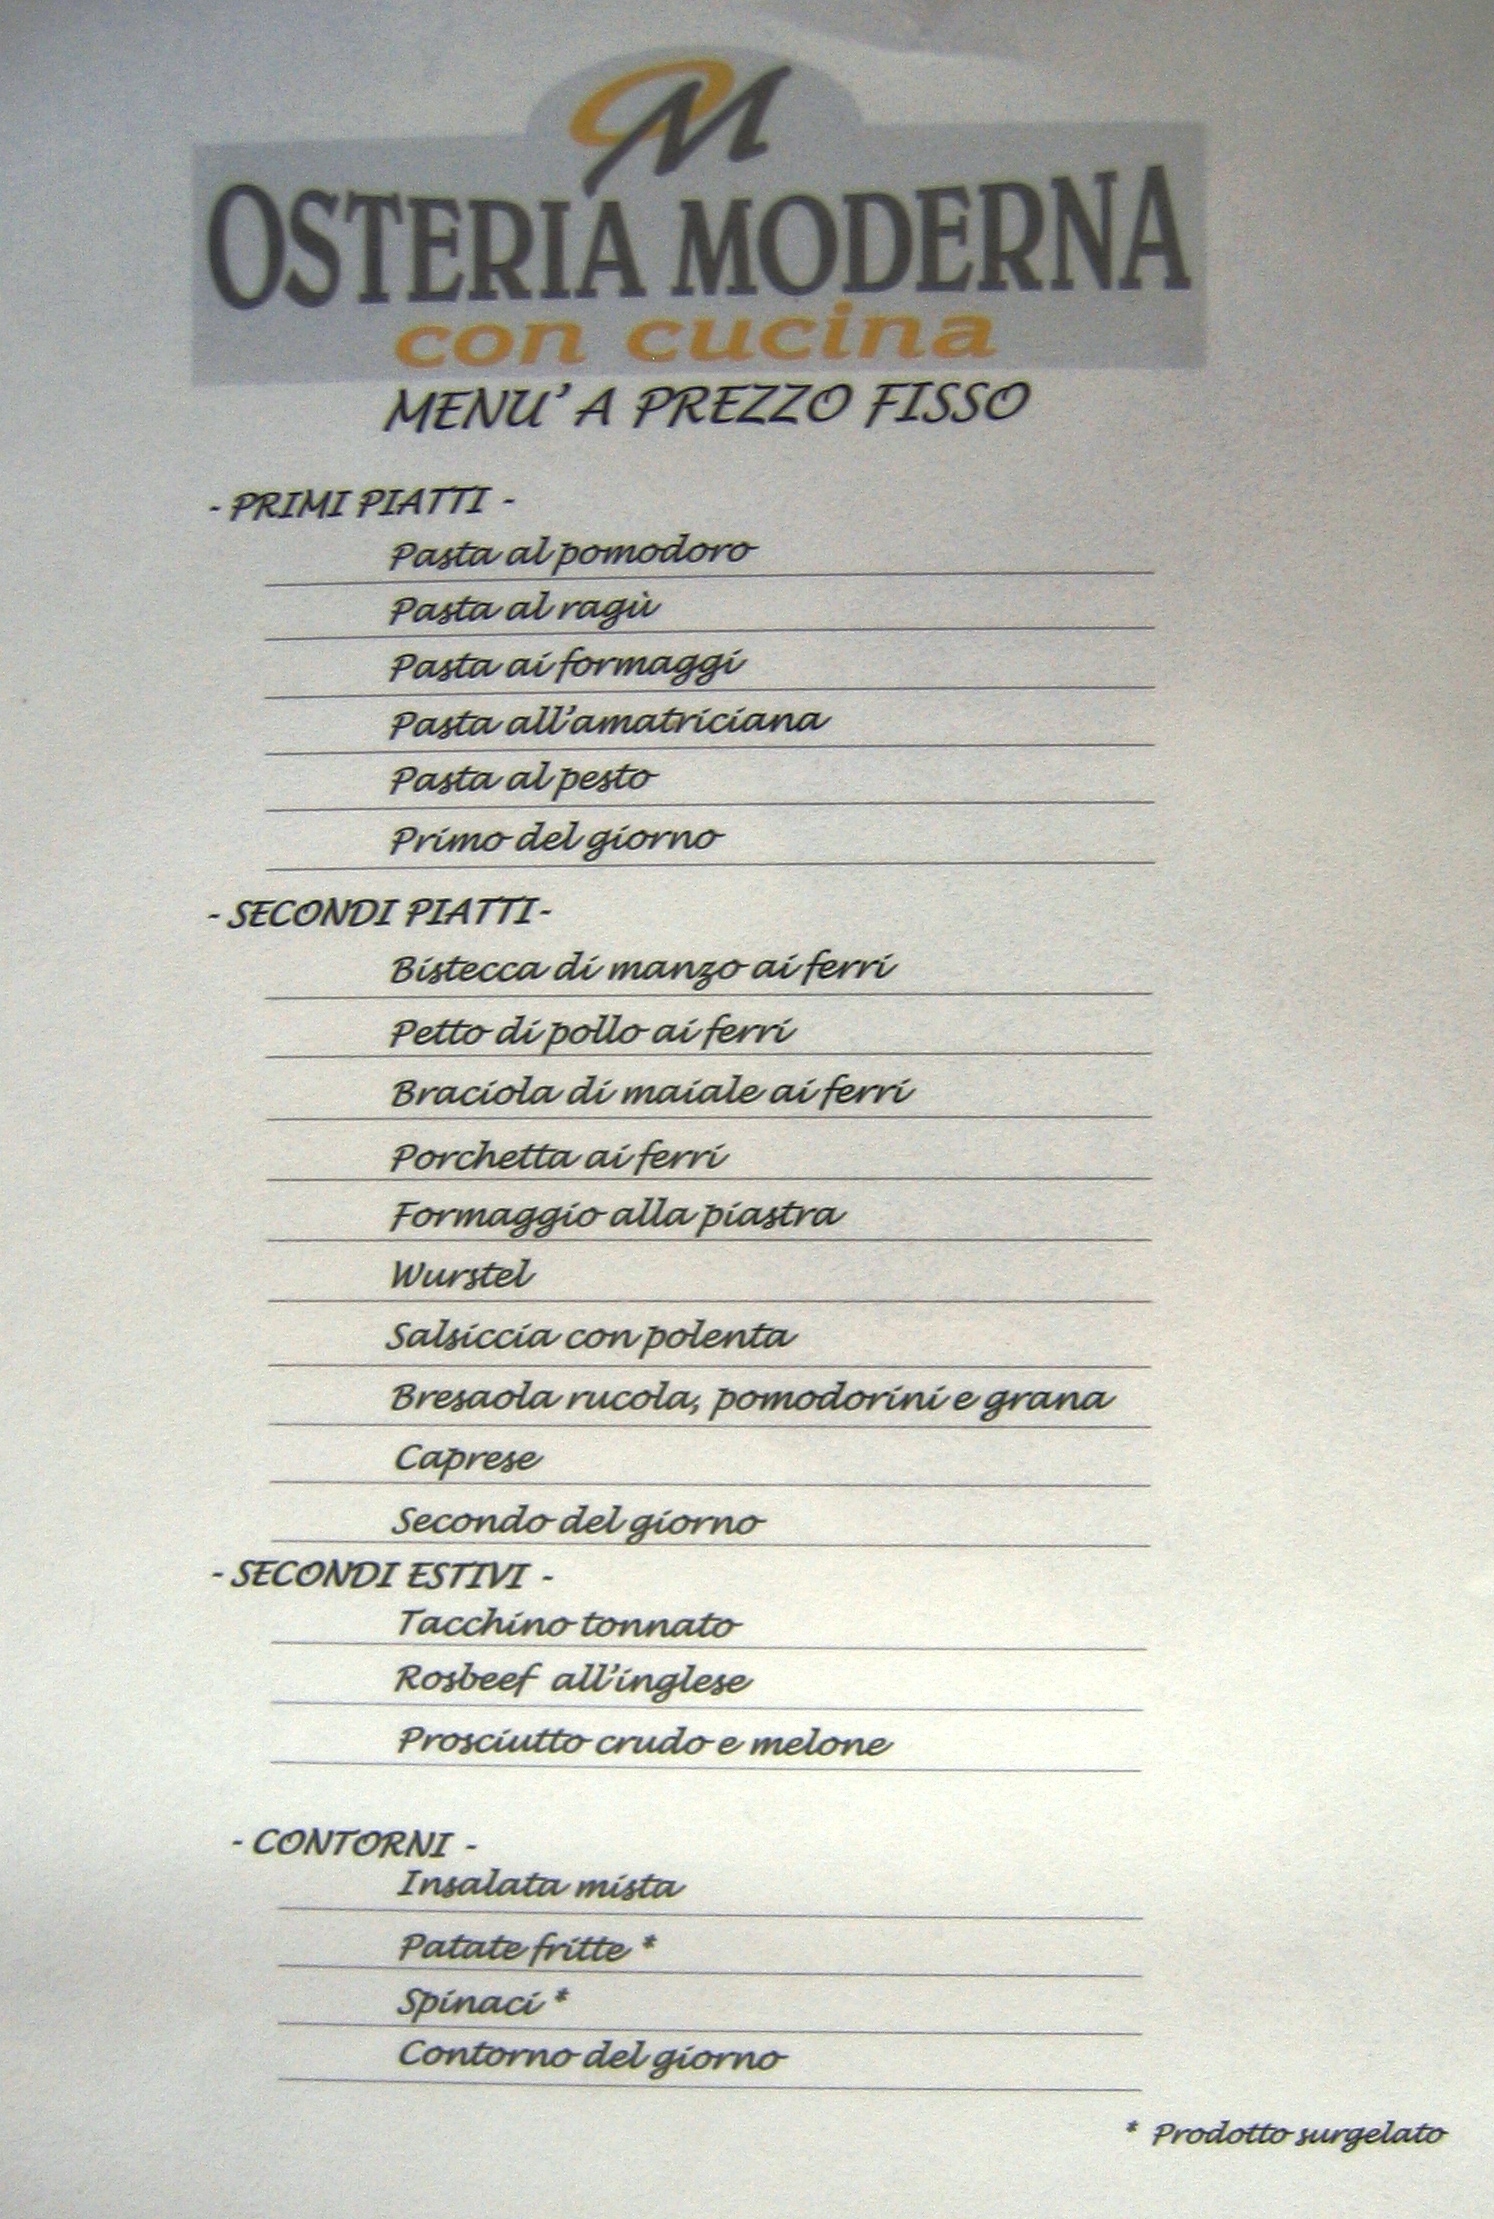 OM
OSTERIA MODERNA
con cucina
MENU' A PREZZO FISSO
- PRIMI PIATTI -
Pasta al pomodoro
Pasta al ragù
Pasta ai formaggi
Pasta all'amatriciana
Pasta al pesto
Primo del giorno
- SECONDI PIATTI-
Bistecca di manzo ai ferri
Petto di pollo ai ferri
Braciola di maiale ai ferri
Porchetta ai ferri
Formaggio alla piastra
Wurstel
Salsiccia con polenta
Bresaola rucola, pomodorini e grana
Caprese
Secondo del giorno
- SECONDI ESTIVI -
Tacchino tonnato
Rosbeef all'inglese
Prosciutto crudo e melone
- CONTORNI -
Insalata mista
Patate fritte *
Spinaci *
Contorno del giorno
* Prodotto surgelato